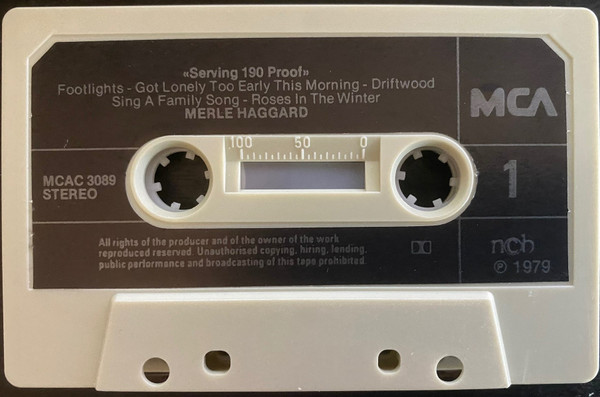 «Serving 190 Proof»
Footlights - Got Lonely Too Early This Morning - Driftwood
Sing A Family Song - Roses In The Winter
MERLE HAGGARD
MCA
100 50 0
MCAC 3089
STEREO
1
All rights of the producer and of the owner of the work
reproduced reserved. Unauthorised copying, hiring, lending,
public performance and broadcasting of this tape prohibited
ncb
℗ 1979